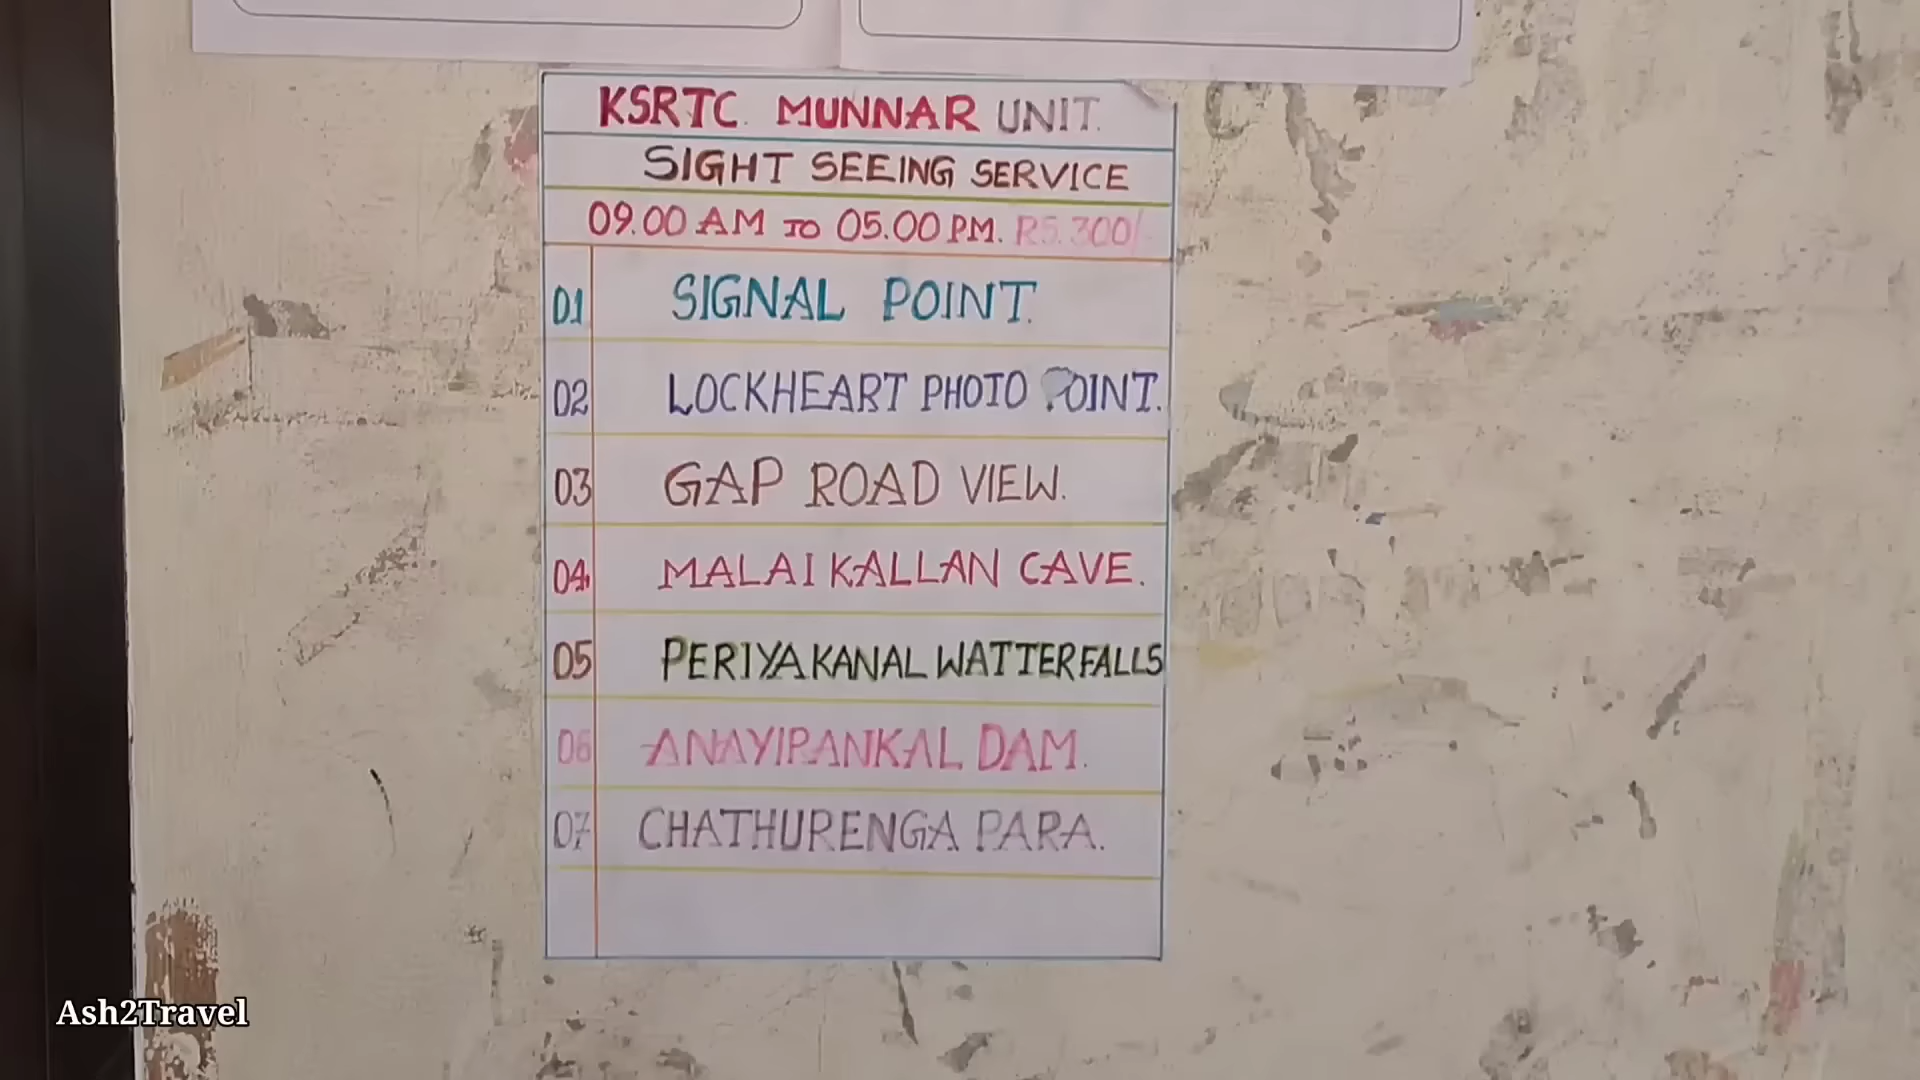 KSRTC. MUNNAR UNIT.
SIGHT SEEING SERVICE
09.00 AM TO 05.00 PM. RS.300/-
01 SIGNAL POINT.
02 LOCKHEART PHOTO POINT.
03 GAP ROAD VIEW.
04. MALAI KALLAN CAVE.
05 PERIYAKANAL WATTERFALLS
06 ANAYIPANKAL DAM.
07 CHATHURENGA PARA.
Ash2Travel